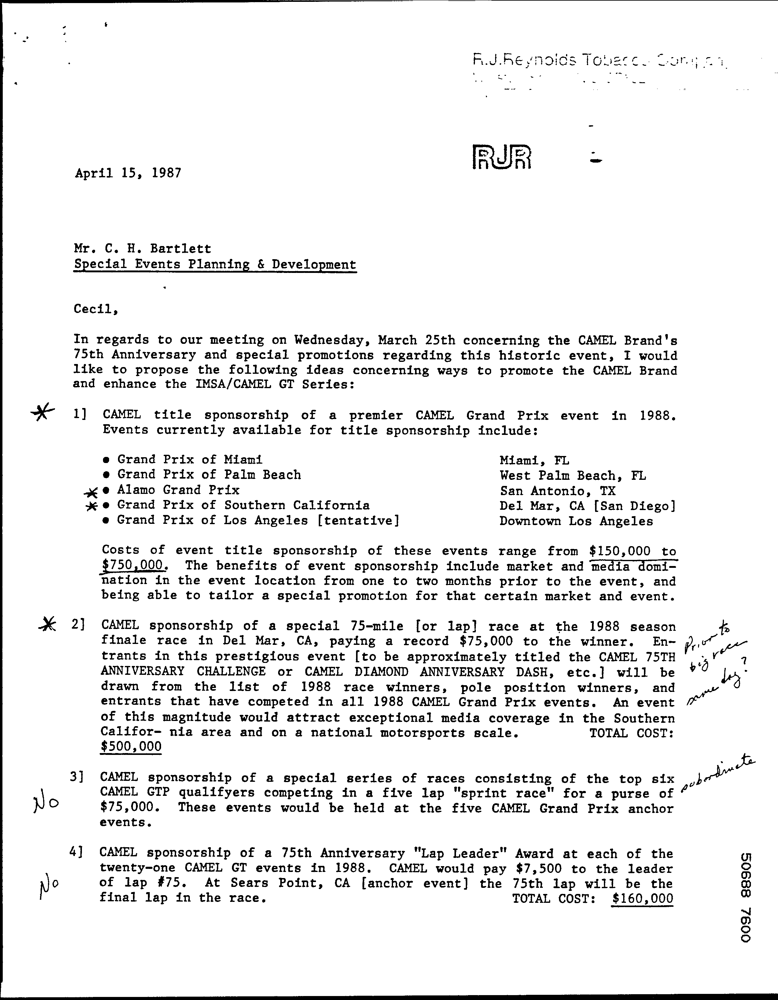 R.J.Reynolds Tobacco Company
RJR
April 15, 1987
Mr. C. H. Bartlett
Special Events Planning & Development
Cecil,
In regards to our meeting on Wednesday, March 25th concerning the CAMEL Brand's
75th Anniversary and special promotions regarding this historic event, I would
like to propose the following ideas concerning ways to promote the CAMEL Brand
and enhance the IMSA/CAMEL GT Series:
* 1] CAMEL title sponsorship of a premier CAMEL Grand Prix event in 1988.
Events currently available for title sponsorship include:
• Grand Prix of Miami Miami, FL
• Grand Prix of Palm Beach West Palm Beach, FL
* • Alamo Grand Prix San Antonio, TX
* • Grand Prix of Southern California Del Mar, CA [San Diego]
• Grand Prix of Los Angeles [tentative] Downtown Los Angeles
Costs of event title sponsorship of these events range from $150,000 to
$750,000. The benefits of event sponsorship include market and media domi-
nation in the event location from one to two months prior to the event, and
being able to tailor a special promotion for that certain market and event.
* 2] CAMEL sponsorship of a special 75-mile [or lap] race at the 1988 season
finale race in Del Mar, CA, paying a record $75,000 to the winner. En-
trants in this prestigious event [to be approximately titled the CAMEL 75TH
ANNIVERSARY CHALLENGE or CAMEL DIAMOND ANNIVERSARY DASH, etc.] will be
drawn from the list of 1988 race winners, pole position winners, and
entrants that have competed in all 1988 CAMEL Grand Prix events. An event
of this magnitude would attract exceptional media coverage in the Southern
Califor- nia area and on a national motorsports scale. TOTAL COST:
$500,000
Prior to
big race
same day?
3] CAMEL sponsorship of a special series of races consisting of the top six
CAMEL GTP qualifyers competing in a five lap "sprint race" for a purse of
$75,000. These events would be held at the five CAMEL Grand Prix anchor
events.
No
subordinate
4] CAMEL sponsorship of a 75th Anniversary "Lap Leader" Award at each of the
twenty-one CAMEL GT events in 1988. CAMEL would pay $7,500 to the leader
of lap #75. At Sears Point, CA [anchor event] the 75th lap will be the
final lap in the race. TOTAL COST: $160,000
No
50688 7600